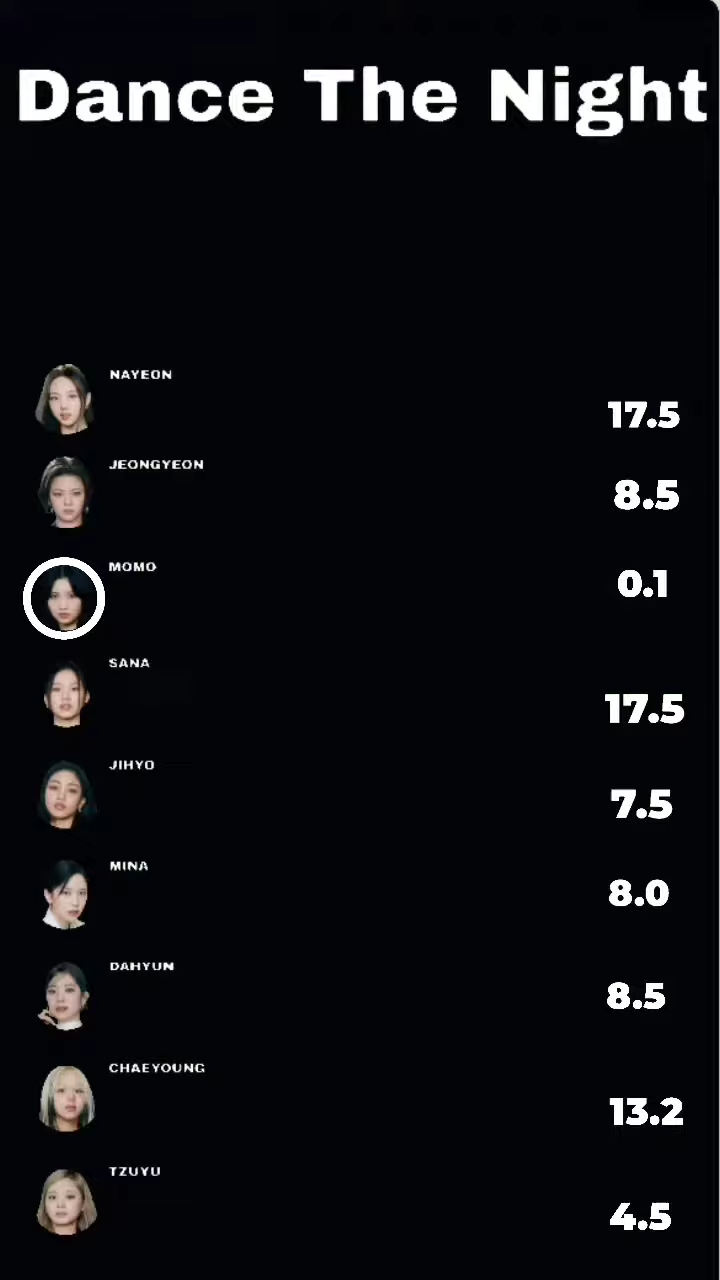 Dance The Night
NAYEON
17.5
JEONGYEON
8.5
MOMO
0.1
SANA
17.5
JIHYO
7.5
MINA
8.0
DAHYUN
8.5
CHAEYOUNG
13.2
TZUYU
4.5